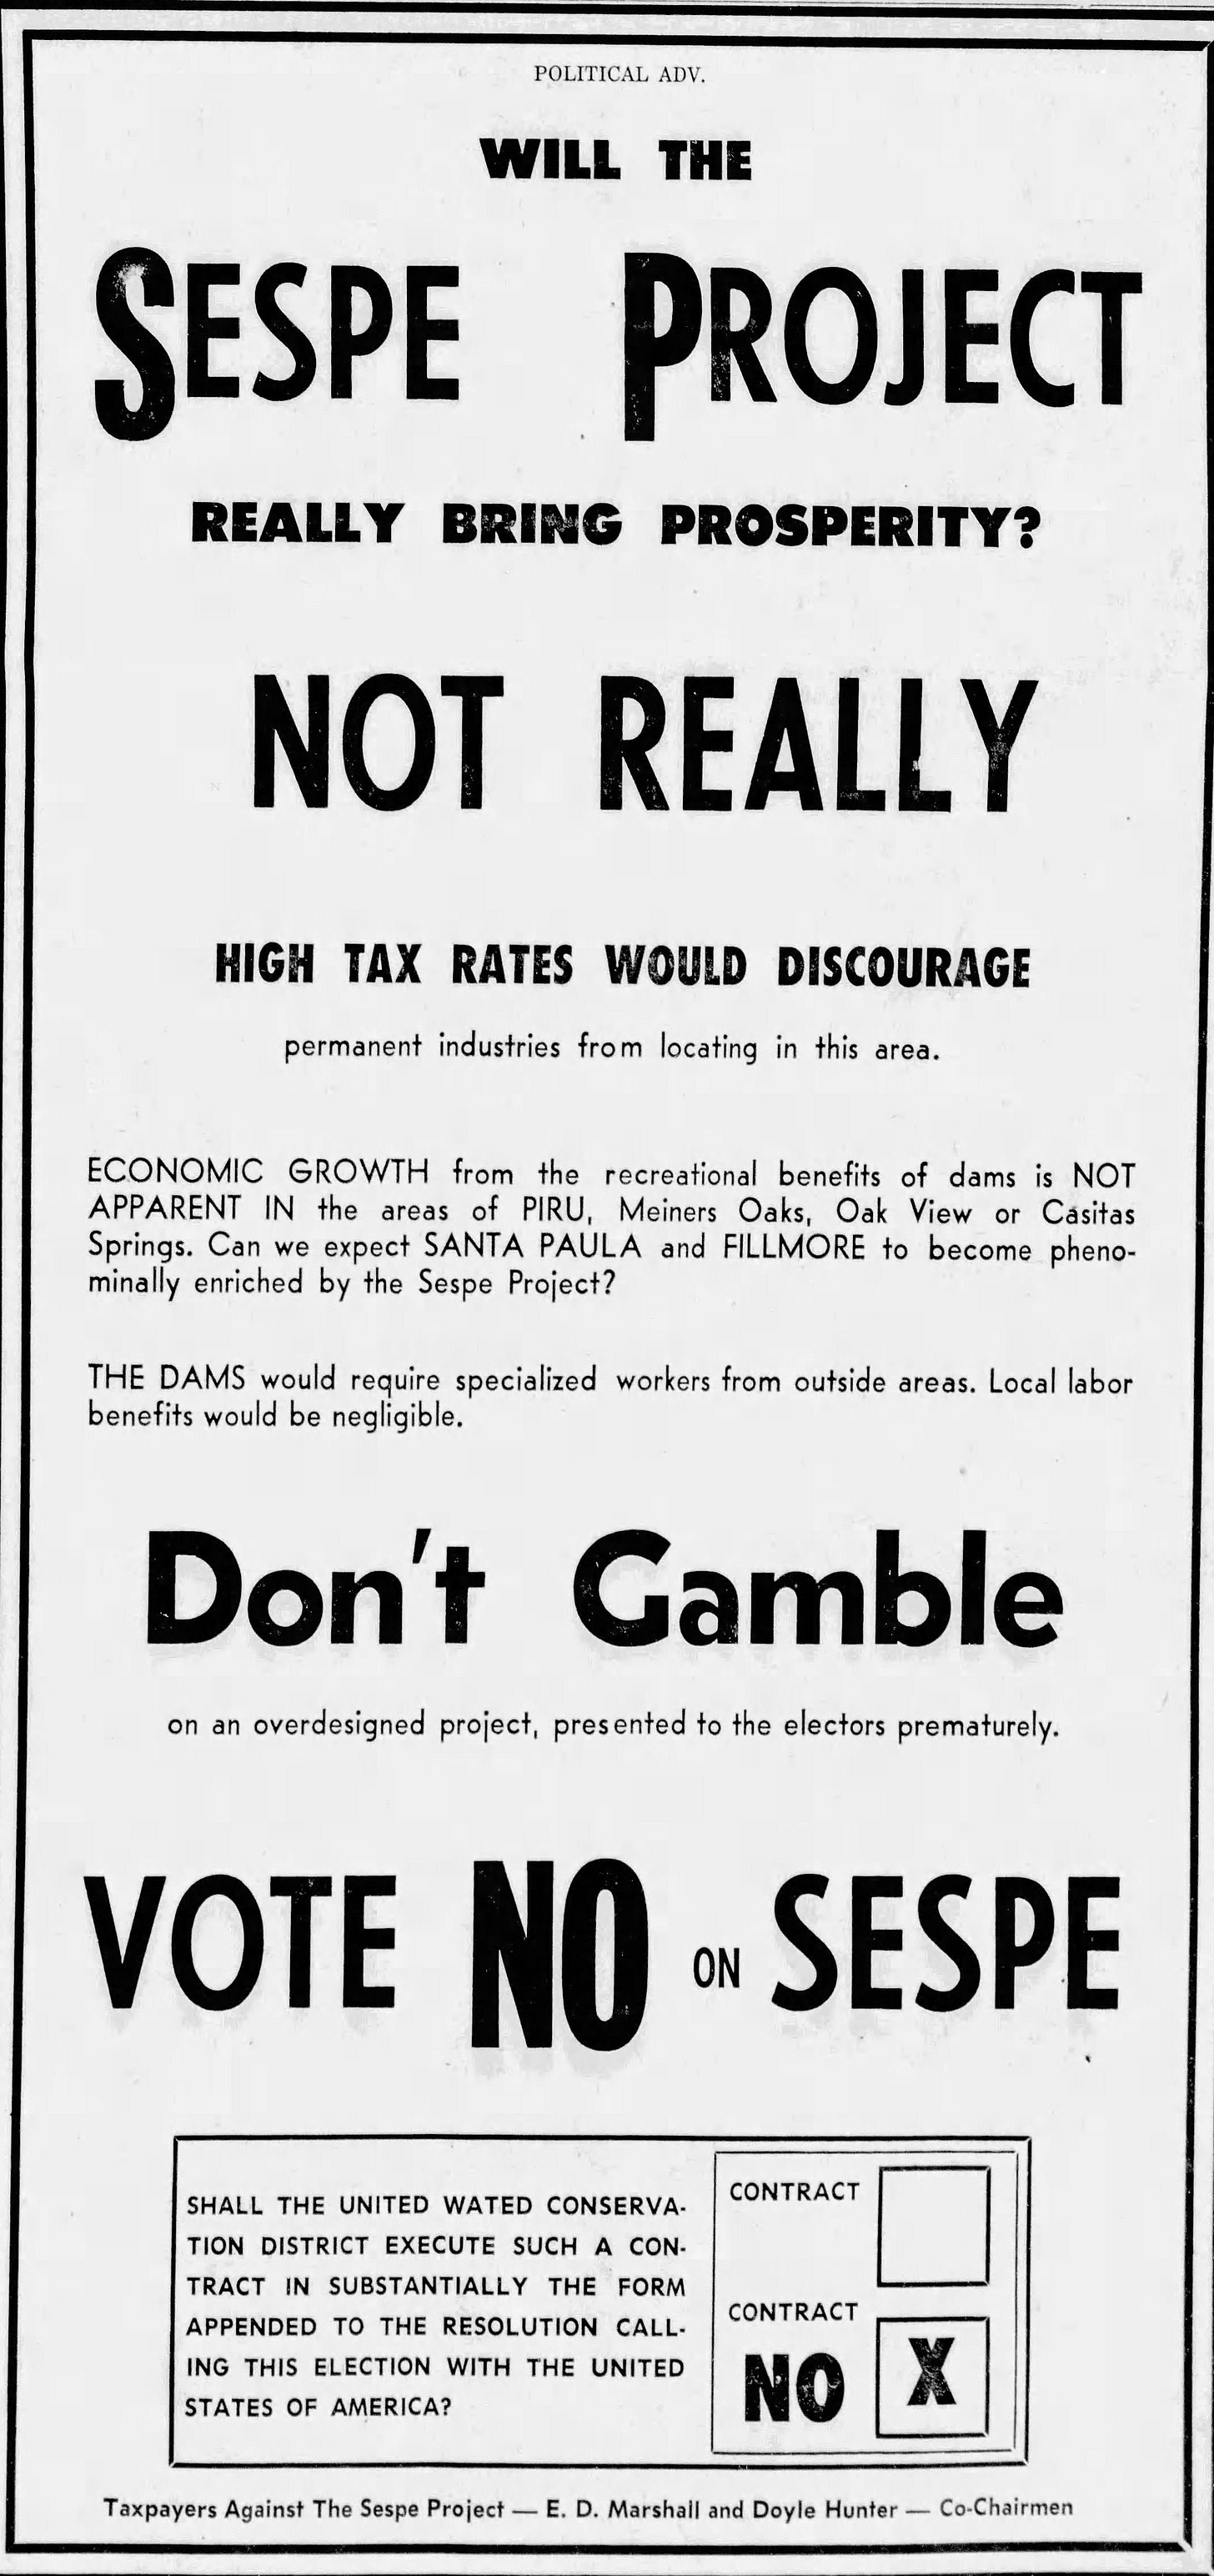 POLITICAL ADV.
WILL THE
SESPE PROJECT
REALLY BRING PROSPERITY?
NOT REALLY
HIGH TAX RATES WOULD DISCOURAGE
permanent industries from locating in this area.
ECONOMIC GROWTH from the recreational benefits of dams is NOT
APPARENT IN the areas of PIRU, Meiners Oaks, Oak View or Casitas
Springs. Can we expect SANTA PAULA and FILLMORE to become pheno-
minally enriched by the Sespe Project?
THE DAMS would require specialized workers from outside areas. Local labor
benefits would be negligible.
Don't Gamble
on an overdesigned project, presented to the electors prematurely.
VOTE NO ON SESPE
SHALL THE UNITED WATED CONSERVA-
TION DISTRICT EXECUTE SUCH A CON-
TRACT IN SUBSTANTIALLY THE FORM
APPENDED TO THE RESOLUTION CALL-
ING THIS ELECTION WITH THE UNITED
STATES OF AMERICA?
CONTRACT
CONTRACT
NO X
Taxpayers Against The Sespe Project — E. D. Marshall and Doyle Hunter — Co-Chairmen